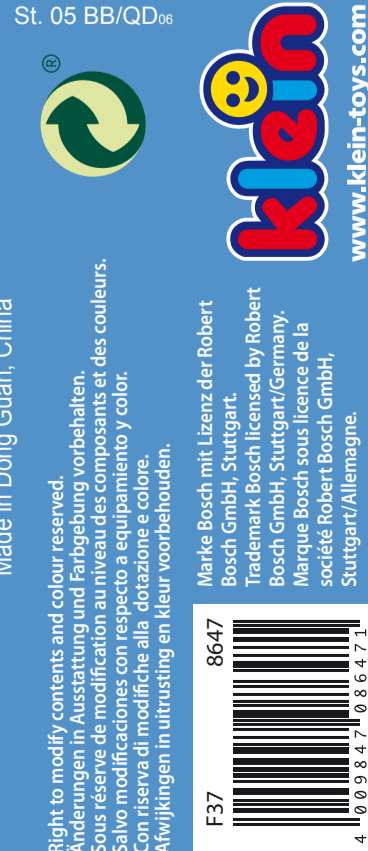 St. 05 BB/QD06
®
Made in Dong Guan, China
Right to modify contents and colour reserved.
Änderungen in Ausstattung und Farbgebung vorbehalten.
Sous réserve de modification au niveau des composants et des couleurs.
Salvo modificaciones con respecto a equipamiento y color.
Con riserva di modifiche alla dotazione e colore.
Afwijkingen in uitrusting en kleur voorbehouden.
klein
www.klein-toys.com
Marke Bosch mit Lizenz der Robert
Bosch GmbH, Stuttgart.
Trademark Bosch licensed by Robert
Bosch GmbH, Stuttgart/Germany.
Marque Bosch sous licence de la
société Robert Bosch GmbH,
Stuttgart/Allemagne.
F37 8647
4 009847 086471